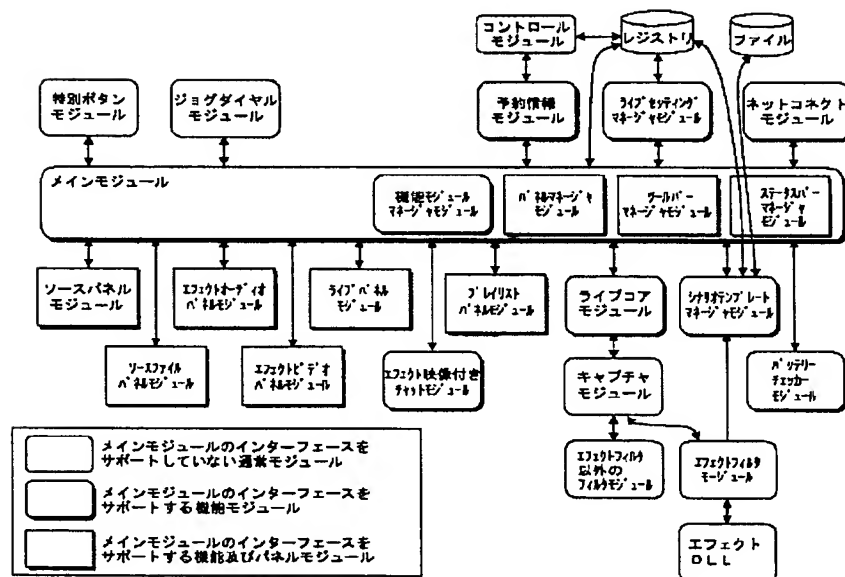 コントロール
モジュール
レジストリ
ファイル
特別ボタン
モジュール
ジョグダイヤル
モジュール
予約情報
モジュール
ライブセッティング
マネージャモジュール
ネットコネクト
モジュール
メインモジュール
機能モジュール
マネージャモジュール
パネルマネージャ
モジュール
ツールバー
マネージャモジュール
ステータスバー
マネージャ
モジュール
ソースパネル
モジュール
エフェクトオーディオ
パネルモジュール
ライブパネル
モジュール
プレイリスト
パネルモジュール
ライブコア
モジュール
シナリオテンプレート
マネージャモジュール
ソースファイル
パネルモジュール
エフェクトビデオ
パネルモジュール
エフェクト映像付き
チャットモジュール
キャプチャ
モジュール
バッテリー
チェッカー
モジュール
エフェクトフィルタ
以外の
フィルタモジュール
エフェクトフィルタ
モージュール
エフェクト
DLL
メインモジュールのインターフェースを
サポートしていない通常モジュール
メインモジュールのインターフェースを
サポートする機能モジュール
メインモジュールのインターフェースを
サポートする機能及びパネルモジュール